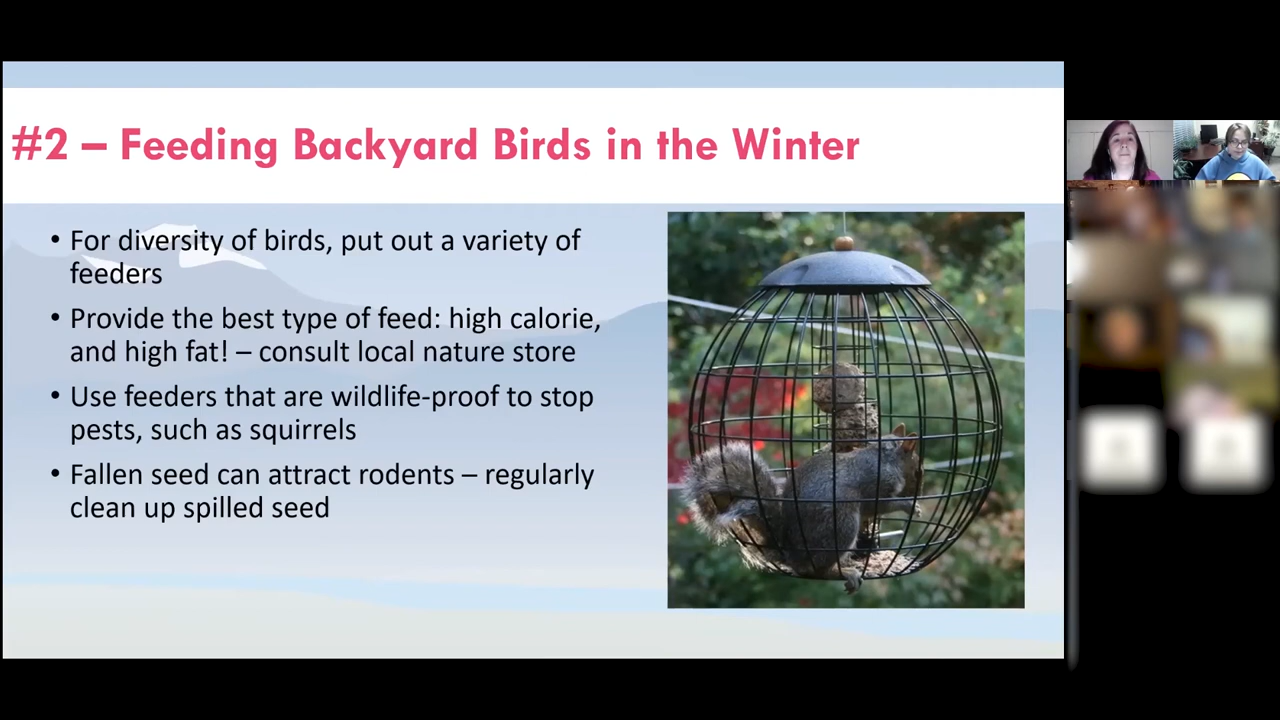 #2 – Feeding Backyard Birds in the Winter
• For diversity of birds, put out a variety of
feeders
• Provide the best type of feed: high calorie,
and high fat! – consult local nature store
• Use feeders that are wildlife-proof to stop
pests, such as squirrels
• Fallen seed can attract rodents – regularly
clean up spilled seed